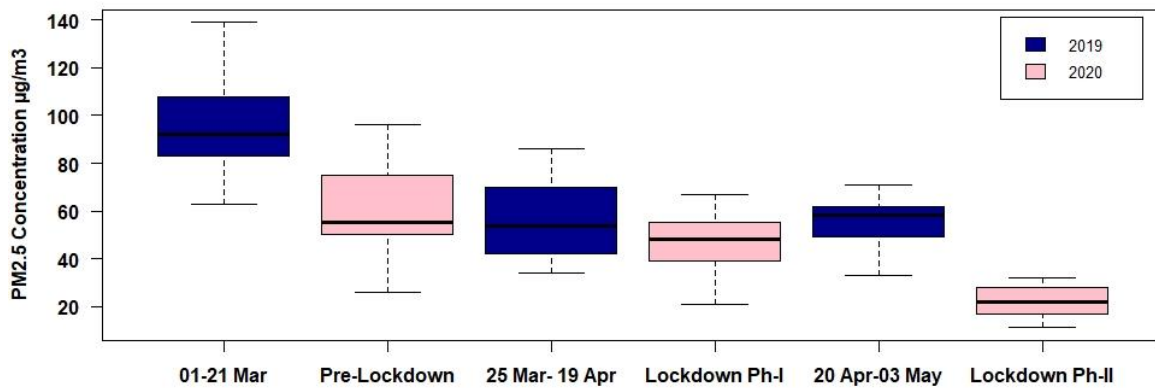 PM2.5 Concentration µg/m3
140
120
100
80
60
40
20
2019
2020
01-21 Mar
Pre-Lockdown
25 Mar- 19 Apr
Lockdown Ph-I
20 Apr-03 May
Lockdown Ph-II